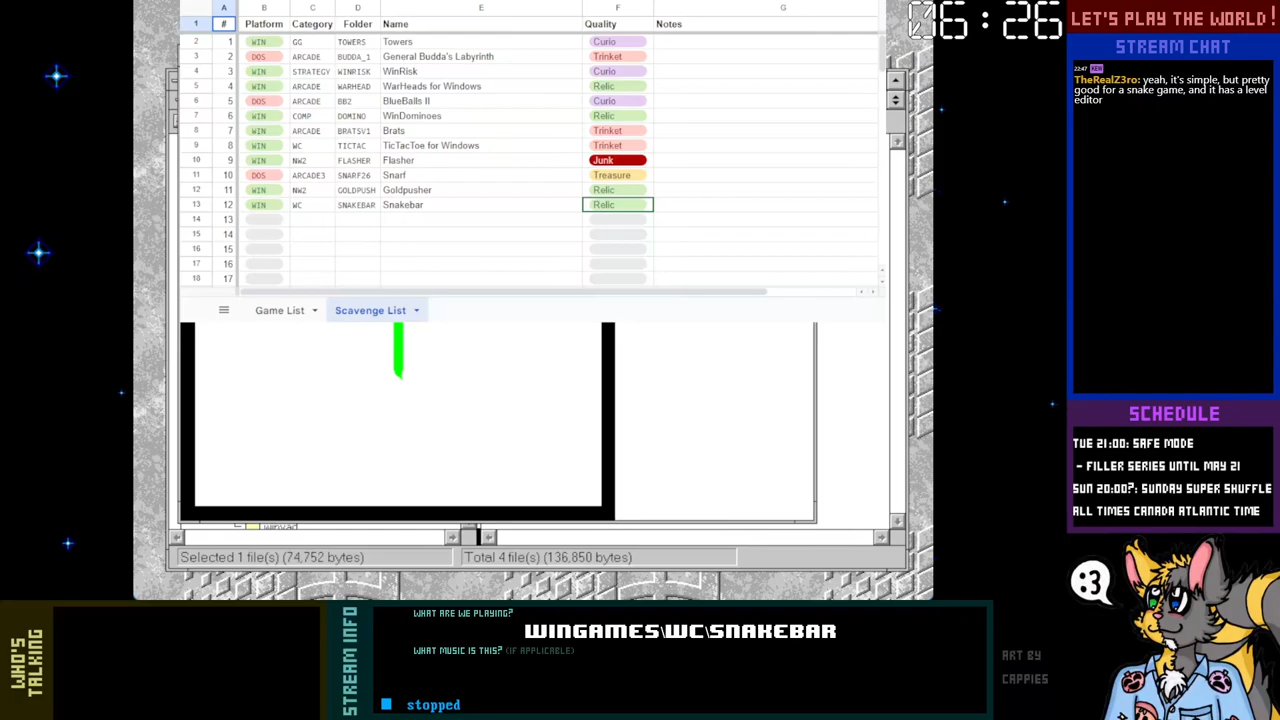 06:26
LET'S PLAY THE WORLD!
STREAM CHAT
22:47 TheRealZ3ro: yeah, it's simple, but pretty
good for a snake game, and it has a level
editor
A B C D E F G
1 # Platform Category Folder Name Quality Notes
2 1 WIN GG TOWERS Towers Curio
3 2 DOS ARCADE BUDDA_1 General Budda's Labyrinth Trinket
4 3 WIN STRATEGY WINRISK WinRisk Curio
5 4 WIN ARCADE WARHEAD WarHeads for Windows Relic
6 5 DOS ARCADE BB2 BlueBalls II Curio
7 6 WIN COMP DOMINO WinDominoes Relic
8 7 WIN ARCADE BRATSV1 Brats Trinket
9 8 WIN WC TICTAC TicTacToe for Windows Trinket
10 9 WIN NW2 FLASHER Flasher Junk
11 10 DOS ARCADE3 SNARF26 Snarf Treasure
12 11 WIN NW2 GOLDPUSH Goldpusher Relic
13 12 WIN WC SNAKEBAR Snakebar Relic
14 13
15 14
16 15
17 16
18 17
Game List
Scavenge List
Selected 1 file(s) (74,752 bytes)
Total 4 file(s) (136,850 bytes)
SCHEDULE
TUE 21:00: SAFE MODE
- FILLER SERIES UNTIL MAY 21
SUN 20:00?: SUNDAY SUPER SHUFFLE
ALL TIMES CANADA ATLANTIC TIME
:3
WHO'S
TALKING
STREAM INFO
WHAT ARE WE PLAYING?
WINGAMES\WC\SNAKEBAR
WHAT MUSIC IS THIS? (IF APPLICABLE)
stopped
ART BY
CAPPIES